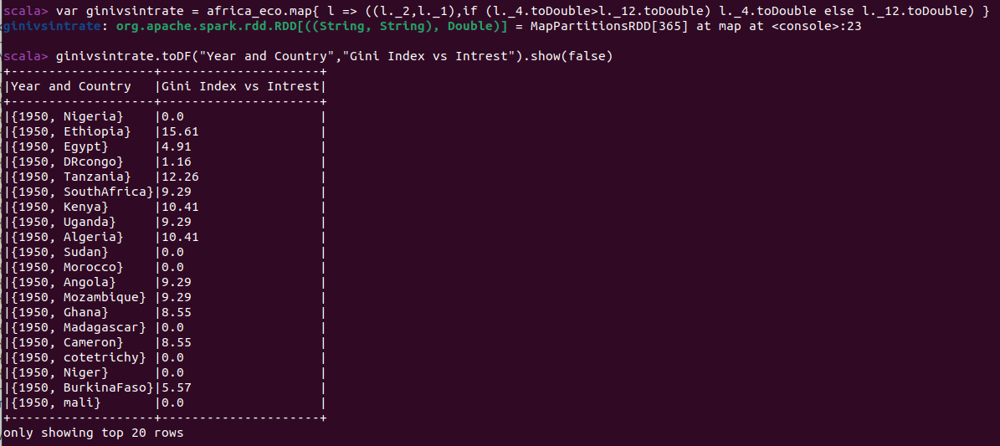 scala> var ginivsintrate = africa_eco.map{ l => ((l._2,l._1),if (l._4.toDouble>l._12.toDouble) l._4.toDouble else l._12.toDouble) }
ginivsintrate: org.apache.spark.rdd.RDD[((String, String), Double)] = MapPartitionsRDD[365] at map at <console>:23
scala> ginivsintrate.toDF("Year and Country","Gini Index vs Intrest").show(false)
+-------------------+---------------------+
|Year and Country   |Gini Index vs Intrest|
+-------------------+---------------------+
|{1950, Nigeria}    |0.0                  |
|{1950, Ethiopia}   |15.61                |
|{1950, Egypt}      |4.91                 |
|{1950, DRcongo}    |1.16                 |
|{1950, Tanzania}   |12.26                |
|{1950, SouthAfrica}|9.29                 |
|{1950, Kenya}      |10.41                |
|{1950, Uganda}     |9.29                 |
|{1950, Algeria}    |10.41                |
|{1950, Sudan}      |0.0                  |
|{1950, Morocco}    |0.0                  |
|{1950, Angola}     |9.29                 |
|{1950, Mozambique} |9.29                 |
|{1950, Ghana}      |8.55                 |
|{1950, Madagascar} |0.0                  |
|{1950, Cameron}    |8.55                 |
|{1950, cotetrichy} |0.0                  |
|{1950, Niger}      |0.0                  |
|{1950, BurkinaFaso}|5.57                 |
|{1950, mali}       |0.0                  |
+-------------------+---------------------+
only showing top 20 rows